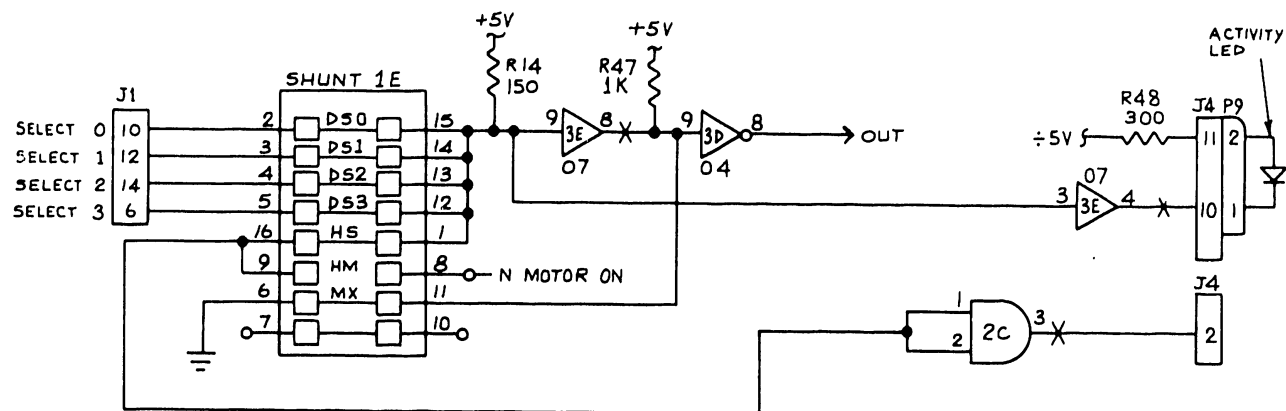 +5V
+5V
ACTIVITY
LED
R14
150
R47
1K
SHUNT 1E
J1
R48
300
J4 P9
SELECT 0 10 2 DS0 15
9 3E 8 9 3D 8 OUT
07 04
÷5V 11 2
SELECT 1 12 3 DS1 14
SELECT 2 14 4 DS2 13
07
SELECT 3 6 5 DS3 12
3 3E 4 10 1
16 HS 1
9 HM 8 N MOTOR ON
6 MX 11
J4
7 10
1
2 2C 3 2